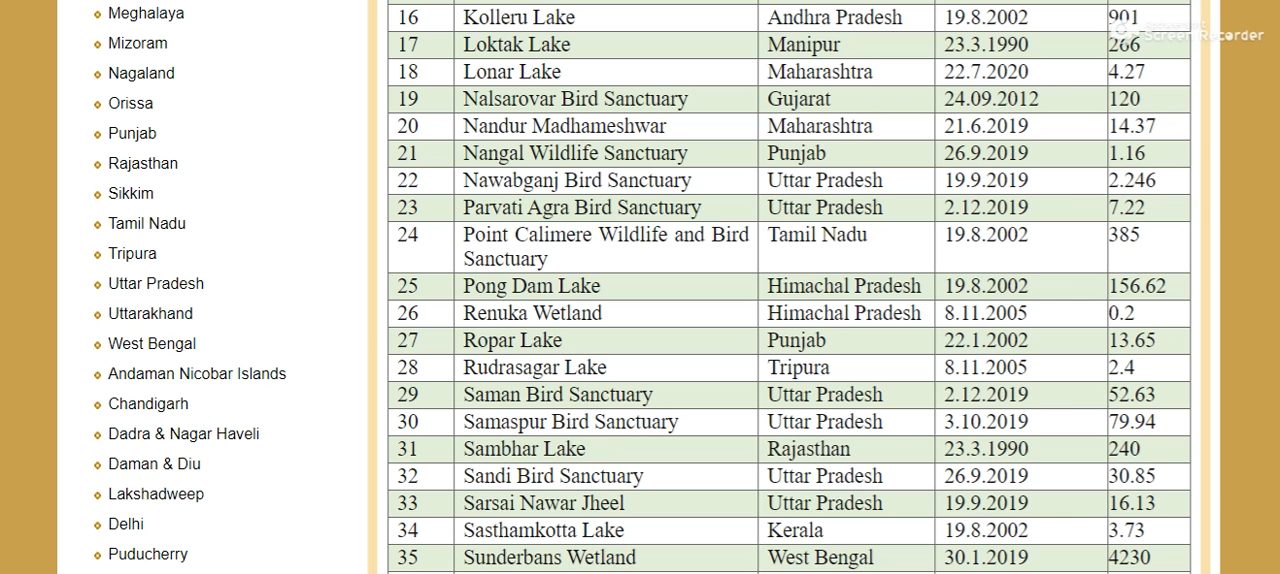 Meghalaya
Mizoram
Nagaland
Orissa
Punjab
Rajasthan
Sikkim
Tamil Nadu
Tripura
Uttar Pradesh
Uttarakhand
West Bengal
Andaman Nicobar Islands
Chandigarh
Dadra & Nagar Haveli
Daman & Diu
Lakshadweep
Delhi
Puducherry
16 Kolleru Lake Andhra Pradesh 19.8.2002 901
17 Loktak Lake Manipur 23.3.1990 266
18 Lonar Lake Maharashtra 22.7.2020 4.27
19 Nalsarovar Bird Sanctuary Gujarat 24.09.2012 120
20 Nandur Madhameshwar Maharashtra 21.6.2019 14.37
21 Nangal Wildlife Sanctuary Punjab 26.9.2019 1.16
22 Nawabganj Bird Sanctuary Uttar Pradesh 19.9.2019 2.246
23 Parvati Agra Bird Sanctuary Uttar Pradesh 2.12.2019 7.22
24 Point Calimere Wildlife and Bird Tamil Nadu 19.8.2002 385
Sanctuary
25 Pong Dam Lake Himachal Pradesh 19.8.2002 156.62
26 Renuka Wetland Himachal Pradesh 8.11.2005 0.2
27 Ropar Lake Punjab 22.1.2002 13.65
28 Rudrasagar Lake Tripura 8.11.2005 2.4
29 Saman Bird Sanctuary Uttar Pradesh 2.12.2019 52.63
30 Samaspur Bird Sanctuary Uttar Pradesh 3.10.2019 79.94
31 Sambhar Lake Rajasthan 23.3.1990 240
32 Sandi Bird Sanctuary Uttar Pradesh 26.9.2019 30.85
33 Sarsai Nawar Jheel Uttar Pradesh 19.9.2019 16.13
34 Sasthamkotta Lake Kerala 19.8.2002 3.73
35 Sunderbans Wetland West Bengal 30.1.2019 4230
Screen Recorder